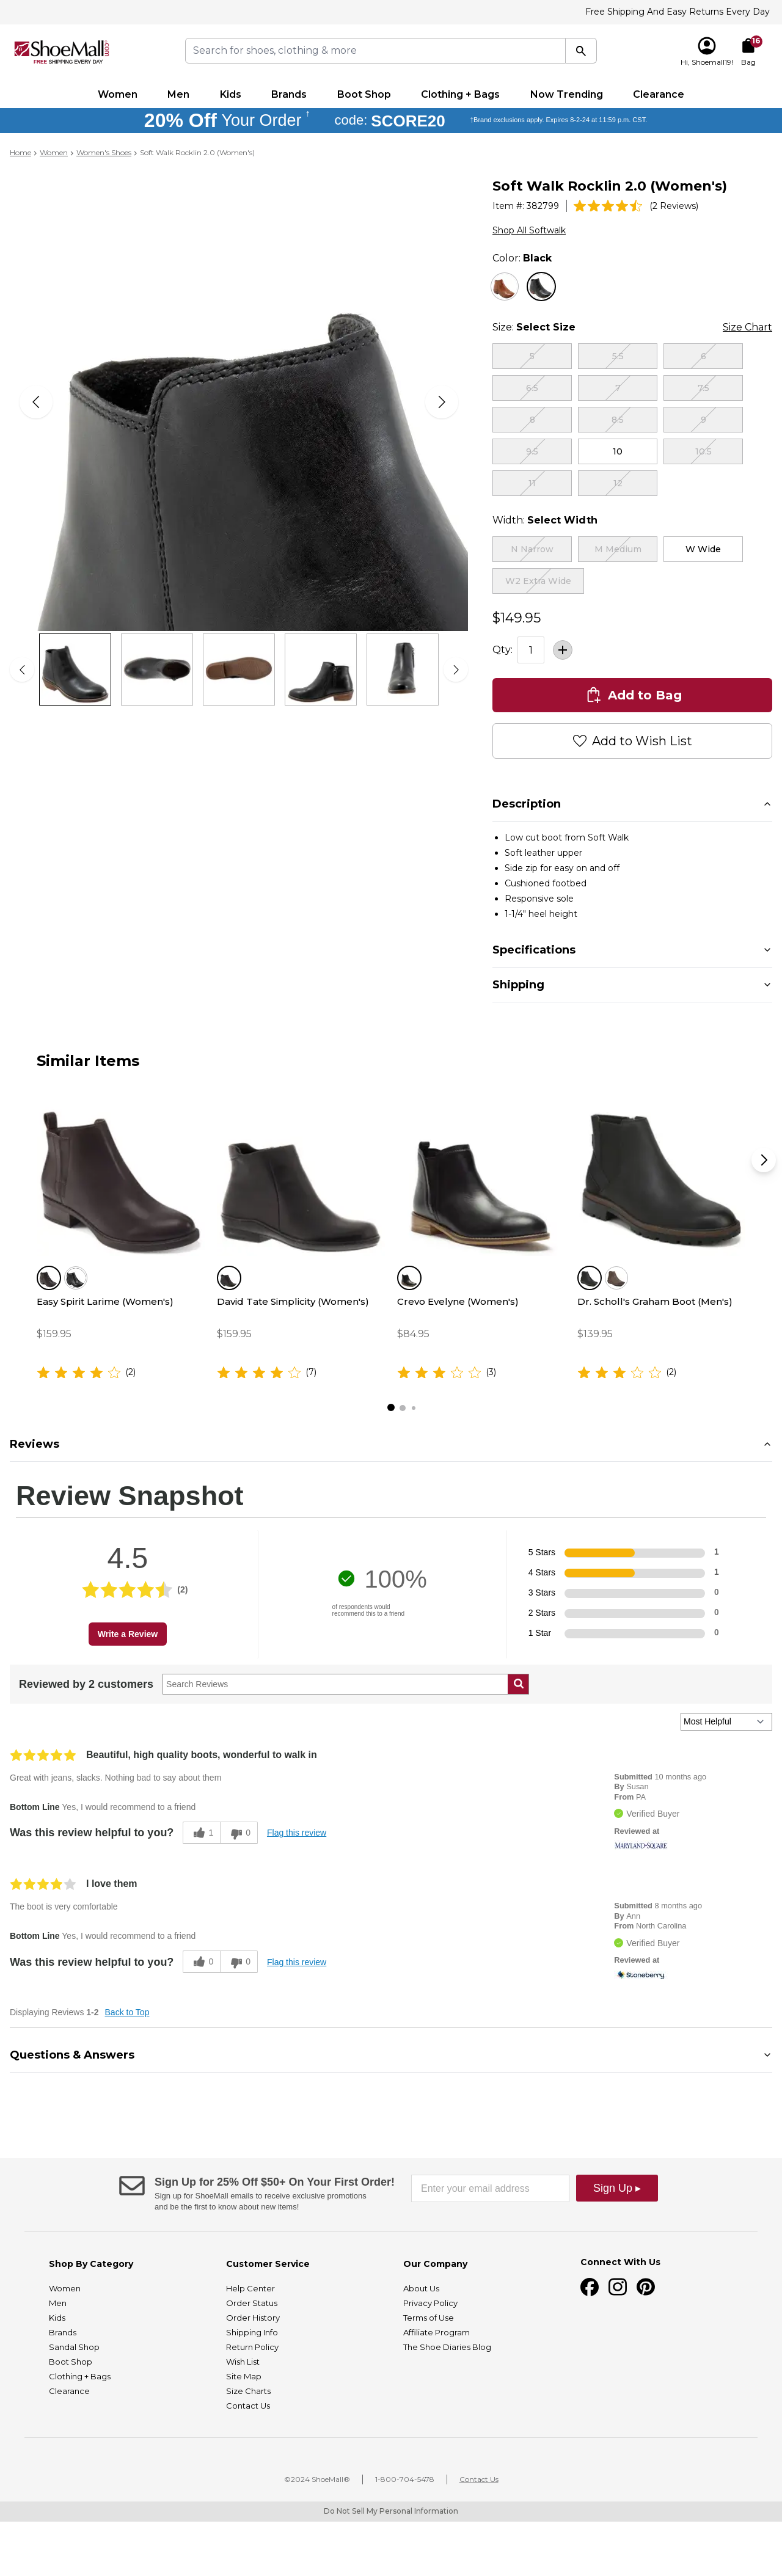 Free Shipping And Easy Returns Every Day
ShoeMall.com
FREE SHIPPING EVERY DAY
Search for shoes, clothing & more
Hi, Shoemall19!
16
Bag
Women Men Kids Brands Boot Shop Clothing + Bags Now Trending Clearance
20% Off Your Order † code: SCORE20 †Brand exclusions apply. Expires 8-2-24 at 11:59 p.m. CST.
Home > Women > Women's Shoes > Soft Walk Rocklin 2.0 (Women's)
Soft Walk Rocklin 2.0 (Women's)
Item #: 382799 | (2 Reviews)
Shop All Softwalk
Color: Black
Size: Select Size Size Chart
5 5.5 6
6.5 7 7.5
8 8.5 9
9.5 10 10.5
11 12
Width: Select Width
N Narrow M Medium W Wide
W2 Extra Wide
$149.95
Qty: 1 +
Add to Bag
Add to Wish List
Description
Low cut boot from Soft Walk
Soft leather upper
Side zip for easy on and off
Cushioned footbed
Responsive sole
1-1/4" heel height
Specifications
Shipping
Similar Items
Easy Spirit Larime (Women's)
$159.95
(2)
David Tate Simplicity (Women's)
$159.95
(7)
Crevo Evelyne (Women's)
$84.95
(3)
Dr. Scholl's Graham Boot (Men's)
$139.95
(2)
Reviews
Review Snapshot
4.5
(2)
Write a Review
100%
of respondents would
recommend this to a friend
5 Stars 1
4 Stars 1
3 Stars 0
2 Stars 0
1 Star 0
Reviewed by 2 customers Search Reviews
Most Helpful
Beautiful, high quality boots, wonderful to walk in
Great with jeans, slacks. Nothing bad to say about them
Bottom Line Yes, I would recommend to a friend
Was this review helpful to you? 1 0 Flag this review
Submitted 10 months ago
By Susan
From PA
Verified Buyer
Reviewed at
MARYLAND•SQUARE
I love them
The boot is very comfortable
Bottom Line Yes, I would recommend to a friend
Was this review helpful to you? 0 0 Flag this review
Submitted 8 months ago
By Ann
From North Carolina
Verified Buyer
Reviewed at
Stoneberry
Displaying Reviews 1-2 Back to Top
Questions & Answers
Sign Up for 25% Off $50+ On Your First Order!
Sign up for ShoeMall emails to receive exclusive promotions
and be the first to know about new items!
Enter your email address
Sign Up ▸
Shop By Category
Women
Men
Kids
Brands
Sandal Shop
Boot Shop
Clothing + Bags
Clearance
Customer Service
Help Center
Order Status
Order History
Shipping Info
Return Policy
Wish List
Site Map
Size Charts
Contact Us
Our Company
About Us
Privacy Policy
Terms of Use
Affiliate Program
The Shoe Diaries Blog
Connect With Us
©2024 ShoeMall® | 1-800-704-5478 | Contact Us
Do Not Sell My Personal Information